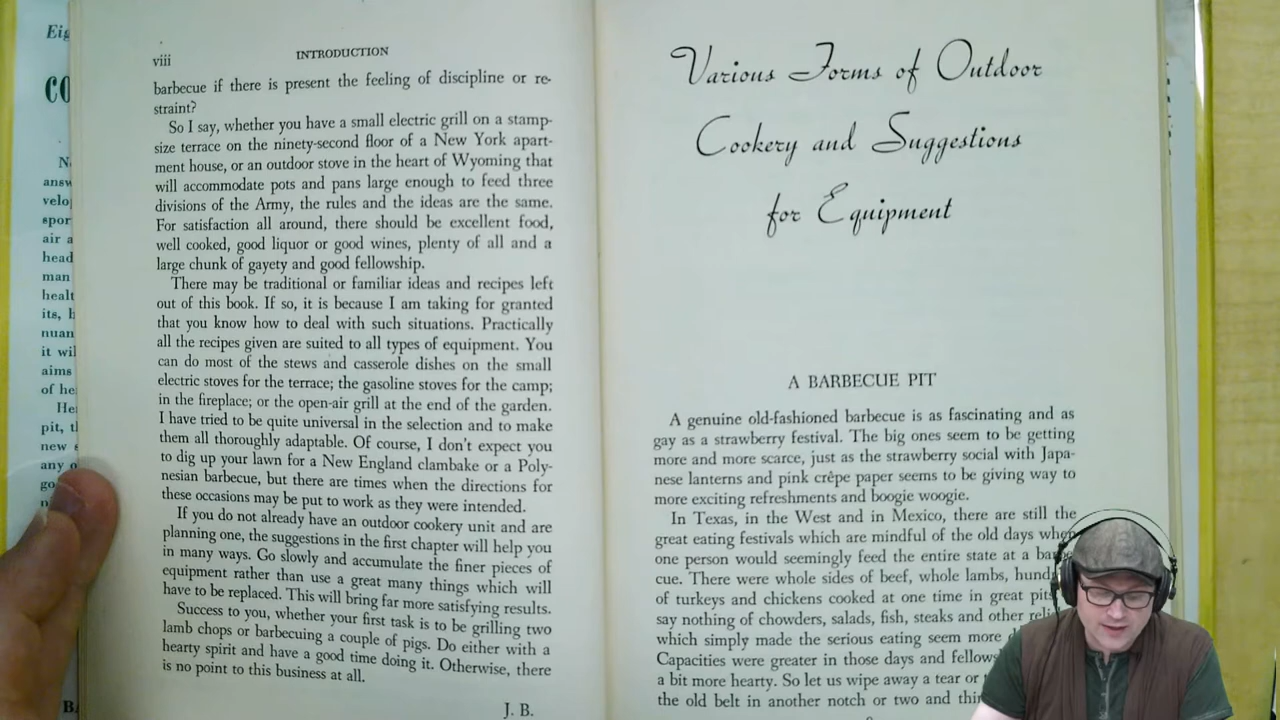 Eig
CO
N
answ
velo
spor
air a
head
man
healt
its, h
nuan
it wil
aims
of he
He
pit, t
new s
any o
go
viii
INTRODUCTION
barbecue if there is present the feeling of discipline or re-
straint?
So I say, whether you have a small electric grill on a stamp-
size terrace on the ninety-second floor of a New York apart-
ment house, or an outdoor stove in the heart of Wyoming that
will accommodate pots and pans large enough to feed three
divisions of the Army, the rules and the ideas are the same.
For satisfaction all around, there should be excellent food,
well cooked, good liquor or good wines, plenty of all and a
large chunk of gayety and good fellowship.
There may be traditional or familiar ideas and recipes left
out of this book. If so, it is because I am taking for granted
that you know how to deal with such situations. Practically
all the recipes given are suited to all types of equipment. You
can do most of the stews and casserole dishes on the small
electric stoves for the terrace; the gasoline stoves for the camp;
in the fireplace; or the open-air grill at the end of the garden.
I have tried to be quite universal in the selection and to make
them all thoroughly adaptable. Of course, I don't expect you
to dig up your lawn for a New England clambake or a Poly-
nesian barbecue, but there are times when the directions for
these occasions may be put to work as they were intended.
If you do not already have an outdoor cookery unit and are
planning one, the suggestions in the first chapter will help you
in many ways. Go slowly and accumulate the finer pieces of
equipment rather than use a great many things which will
have to be replaced. This will bring far more satisfying results.
Success to you, whether your first task is to be grilling two
lamb chops or barbecuing a couple of pigs. Do either with a
hearty spirit and have a good time doing it. Otherwise, there
is no point to this business at all.
J. B.
Various Forms of Outdoor
Cookery and Suggestions
for Equipment
A BARBECUE PIT
A genuine old-fashioned barbecue is as fascinating and as
gay as a strawberry festival. The big ones seem to be getting
more and more scarce, just as the strawberry social with Japa-
nese lanterns and pink crêpe paper seems to be giving way to
more exciting refreshments and boogie woogie.
In Texas, in the West and in Mexico, there are still the
great eating festivals which are mindful of the old days when
one person would seemingly feed the entire state at a barbe
cue. There were whole sides of beef, whole lambs, hund
of turkeys and chickens cooked at one time in great pits
say nothing of chowders, salads, fish, steaks and other reli
which simply made the serious eating seem more
Capacities were greater in those days and fellows
a bit more hearty. So let us wipe away a tear or
the old belt in another notch or two and thin